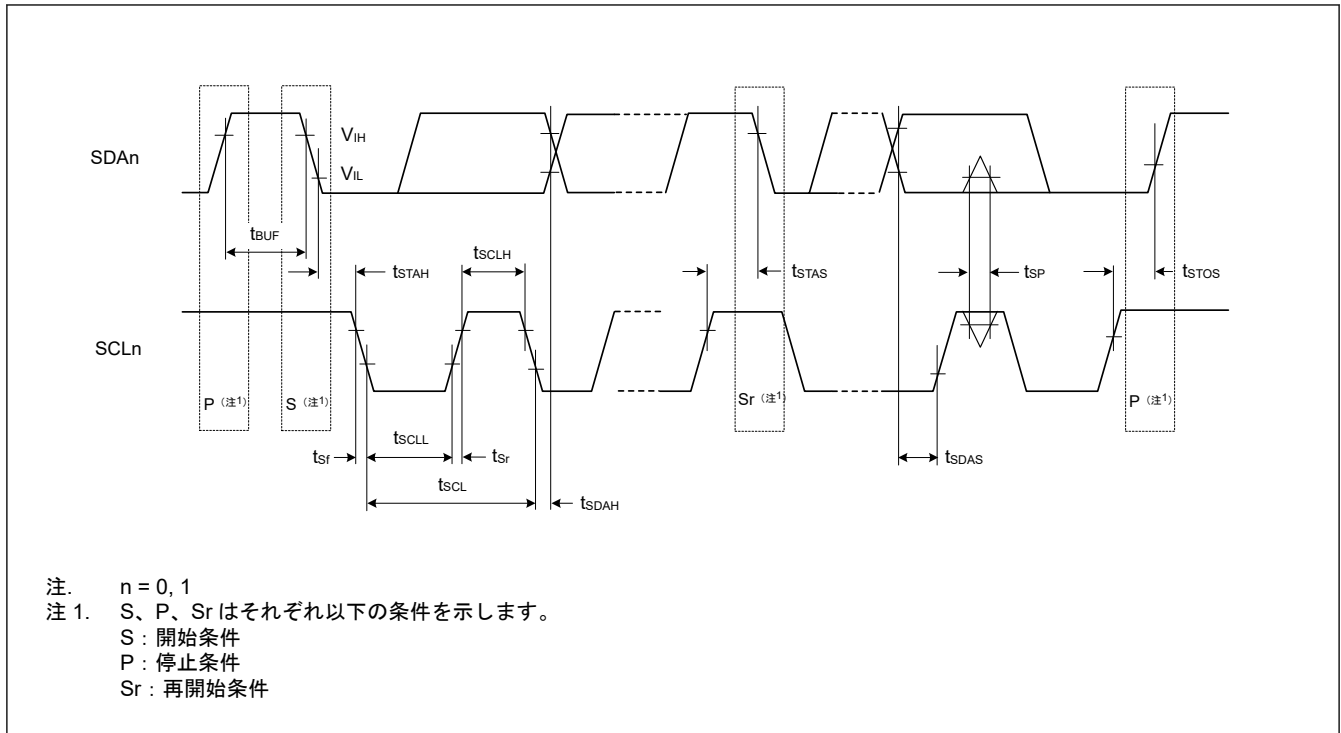 SDAn
VIH
VIL
tBUF
tSTAH
tSCLH
tSTAS
tSP
tSTOS
SCLn
P（注1）
S（注1）
Sr（注1）
P（注1）
tSf
tSCLL
tSr
tSCL
tSDAH
tSDAS
注. n = 0, 1
注 1. S、P、Sr はそれぞれ以下の条件を示します。
S：開始条件
P：停止条件
Sr：再開始条件